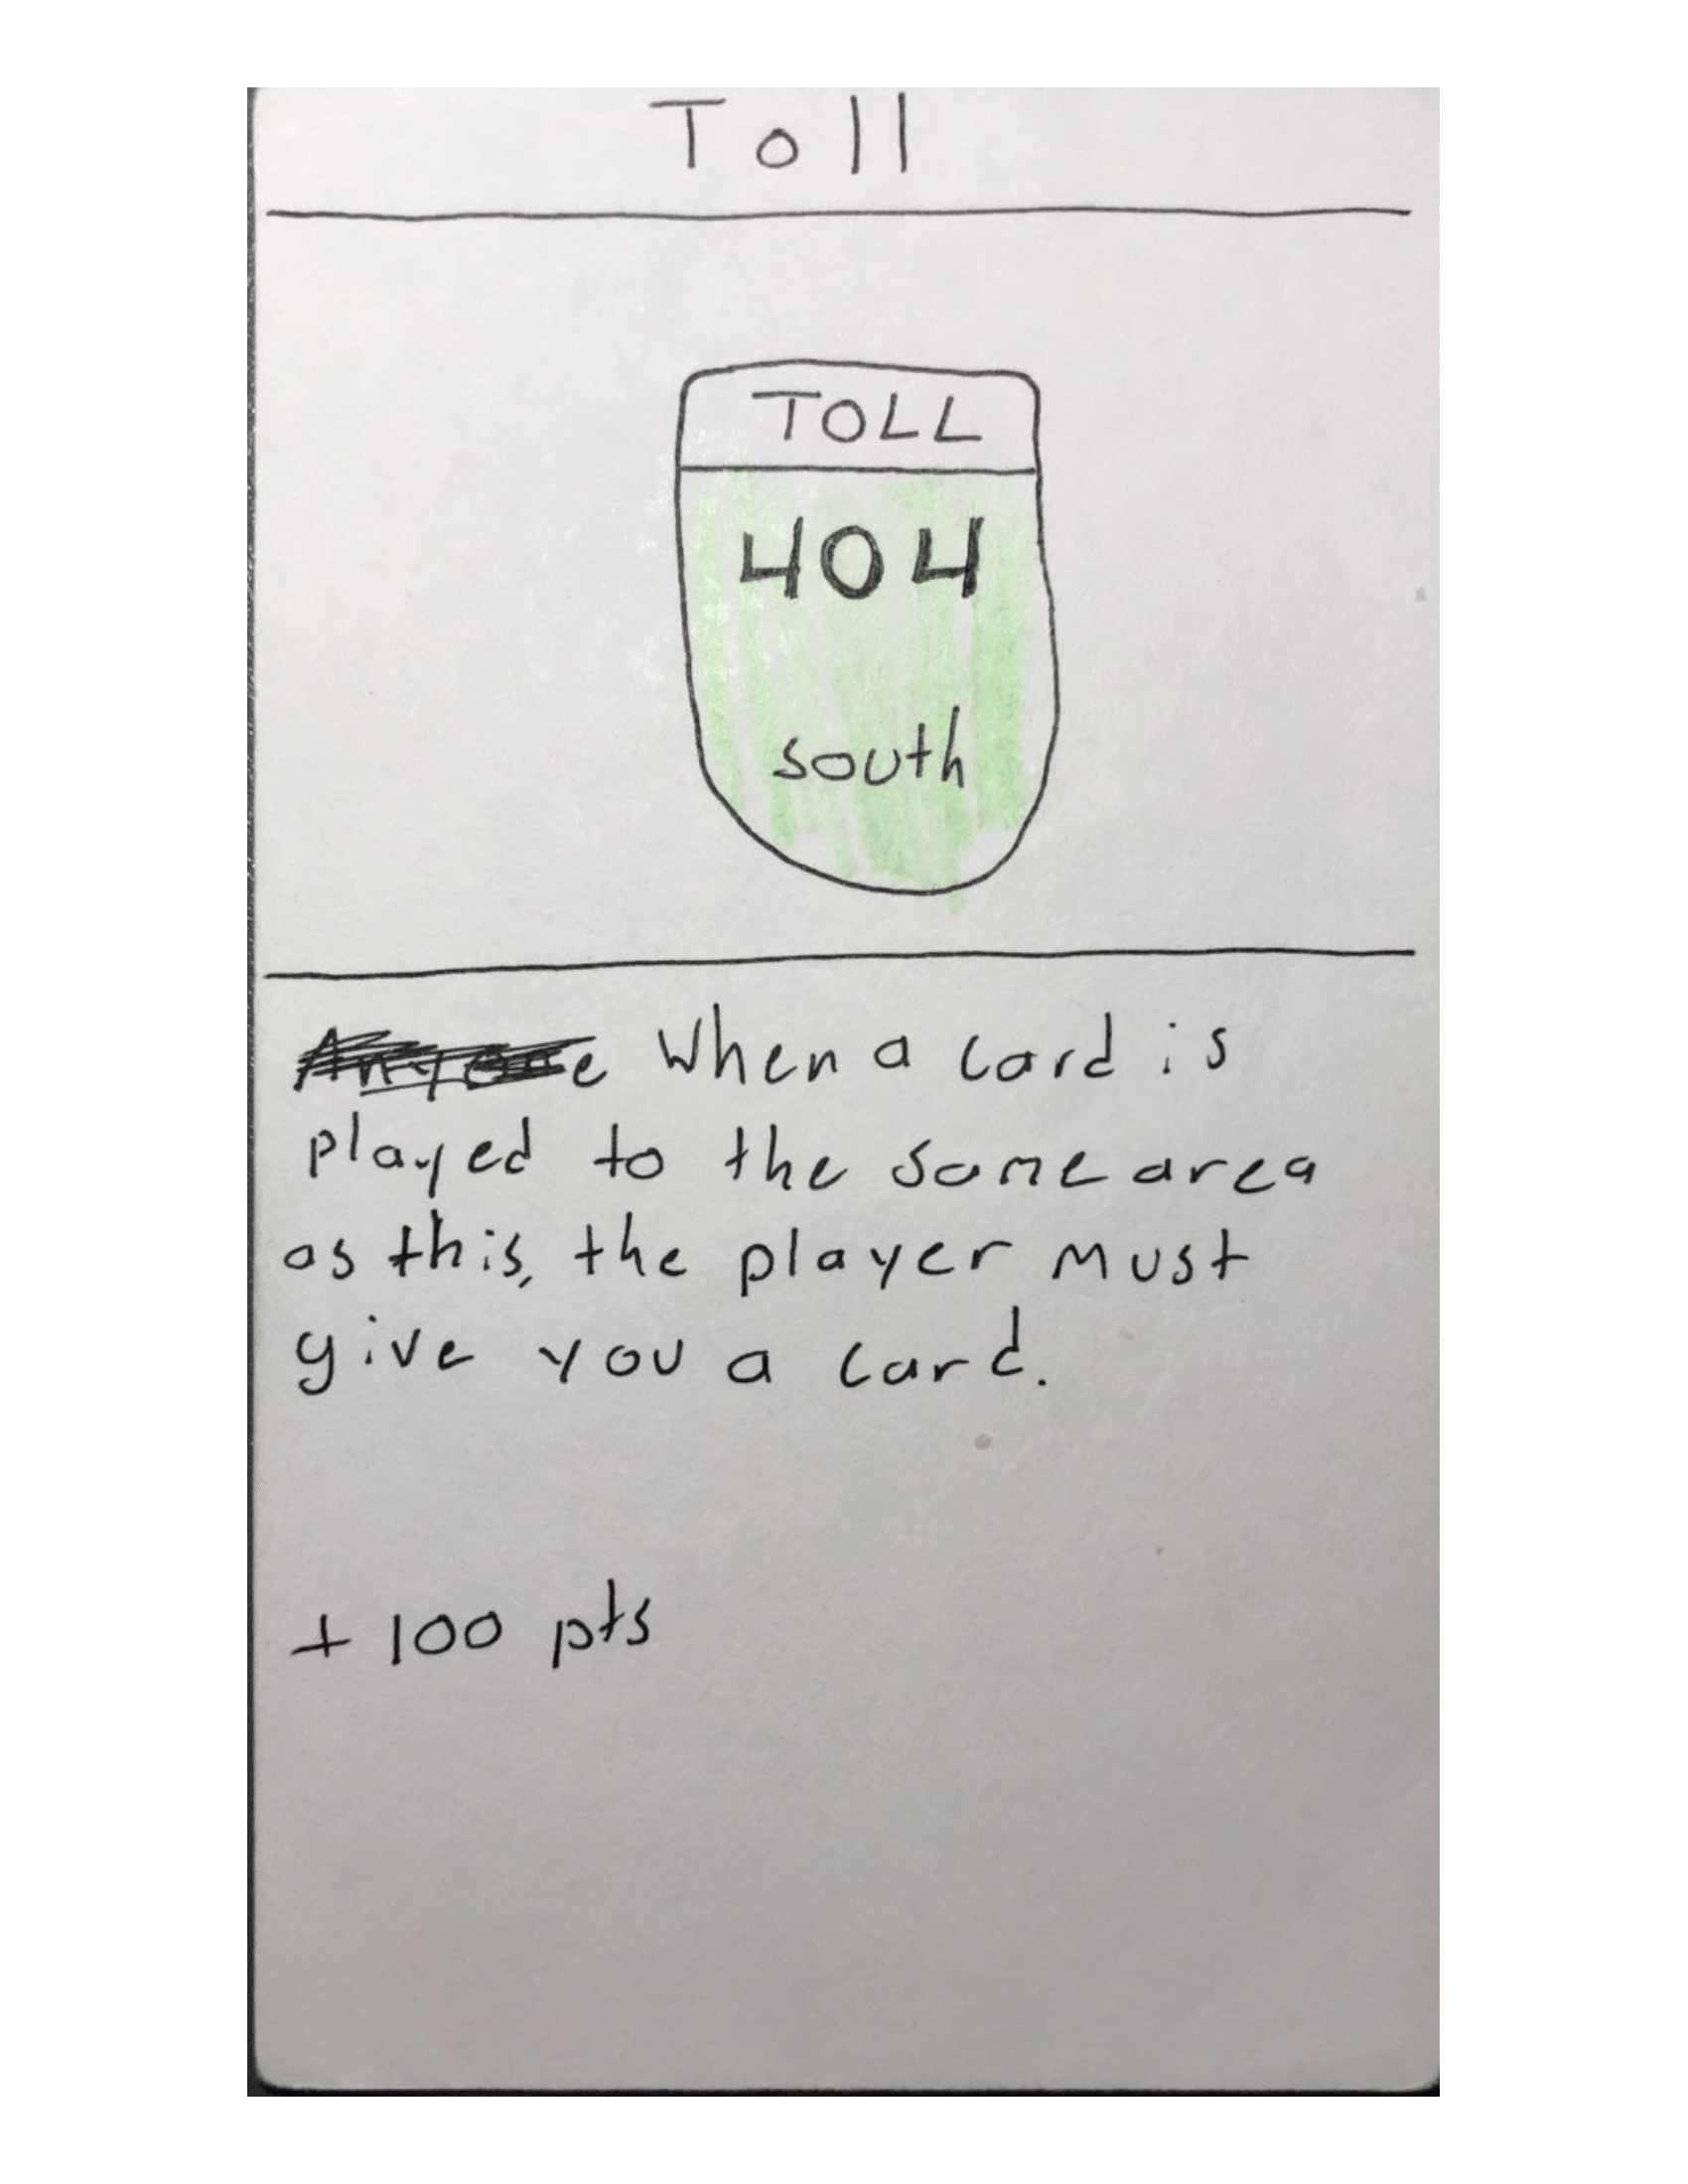 Toll
TOLL
404
south
When a card is
played to the same area
as this, the player must
give you a card.
+ 100 pts